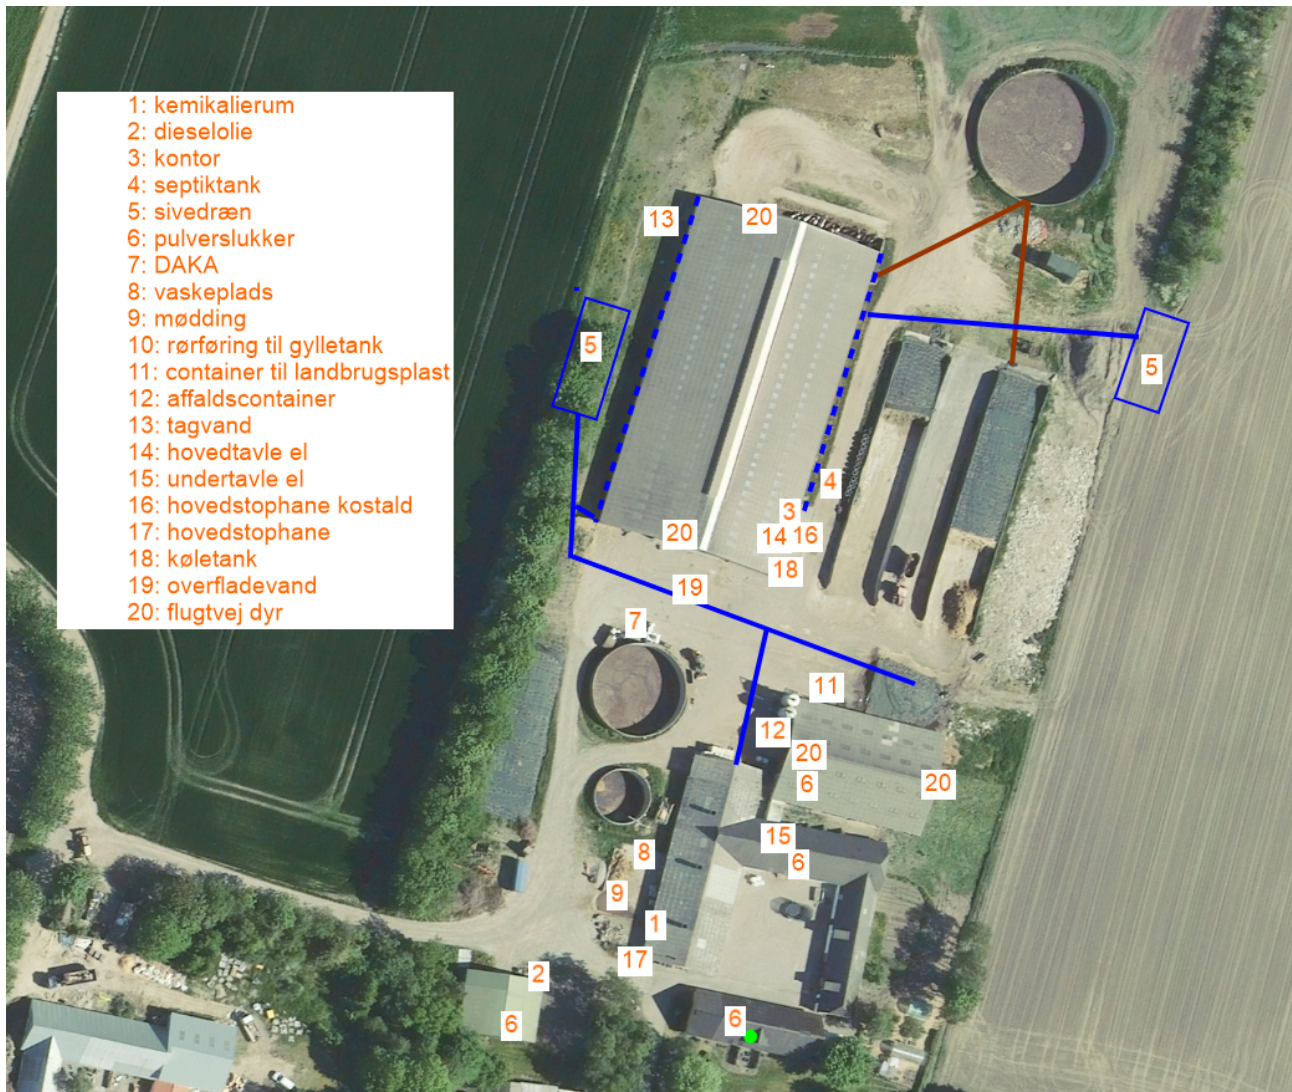 1: kemikalierum
2: dieselolie
3: kontor
4: septiktank
5: sivedræn
6: pulverslukker
7: DAKA
8: vaskeplads
9: mødding
10: rørføring til gylletank
11: container til landbrugsplast
12: affaldscontainer
13: tagvand
14: hovedtavle el
15: undertavle el
16: hovedstophane kostald
17: hovedstophane
18: køletank
19: overfladevand
20: flugtvej dyr
13
20
5
5
4
3
14 16
20
18
19
7
11
12
20
6
20
15
6
8
9
1
17
2
6
6